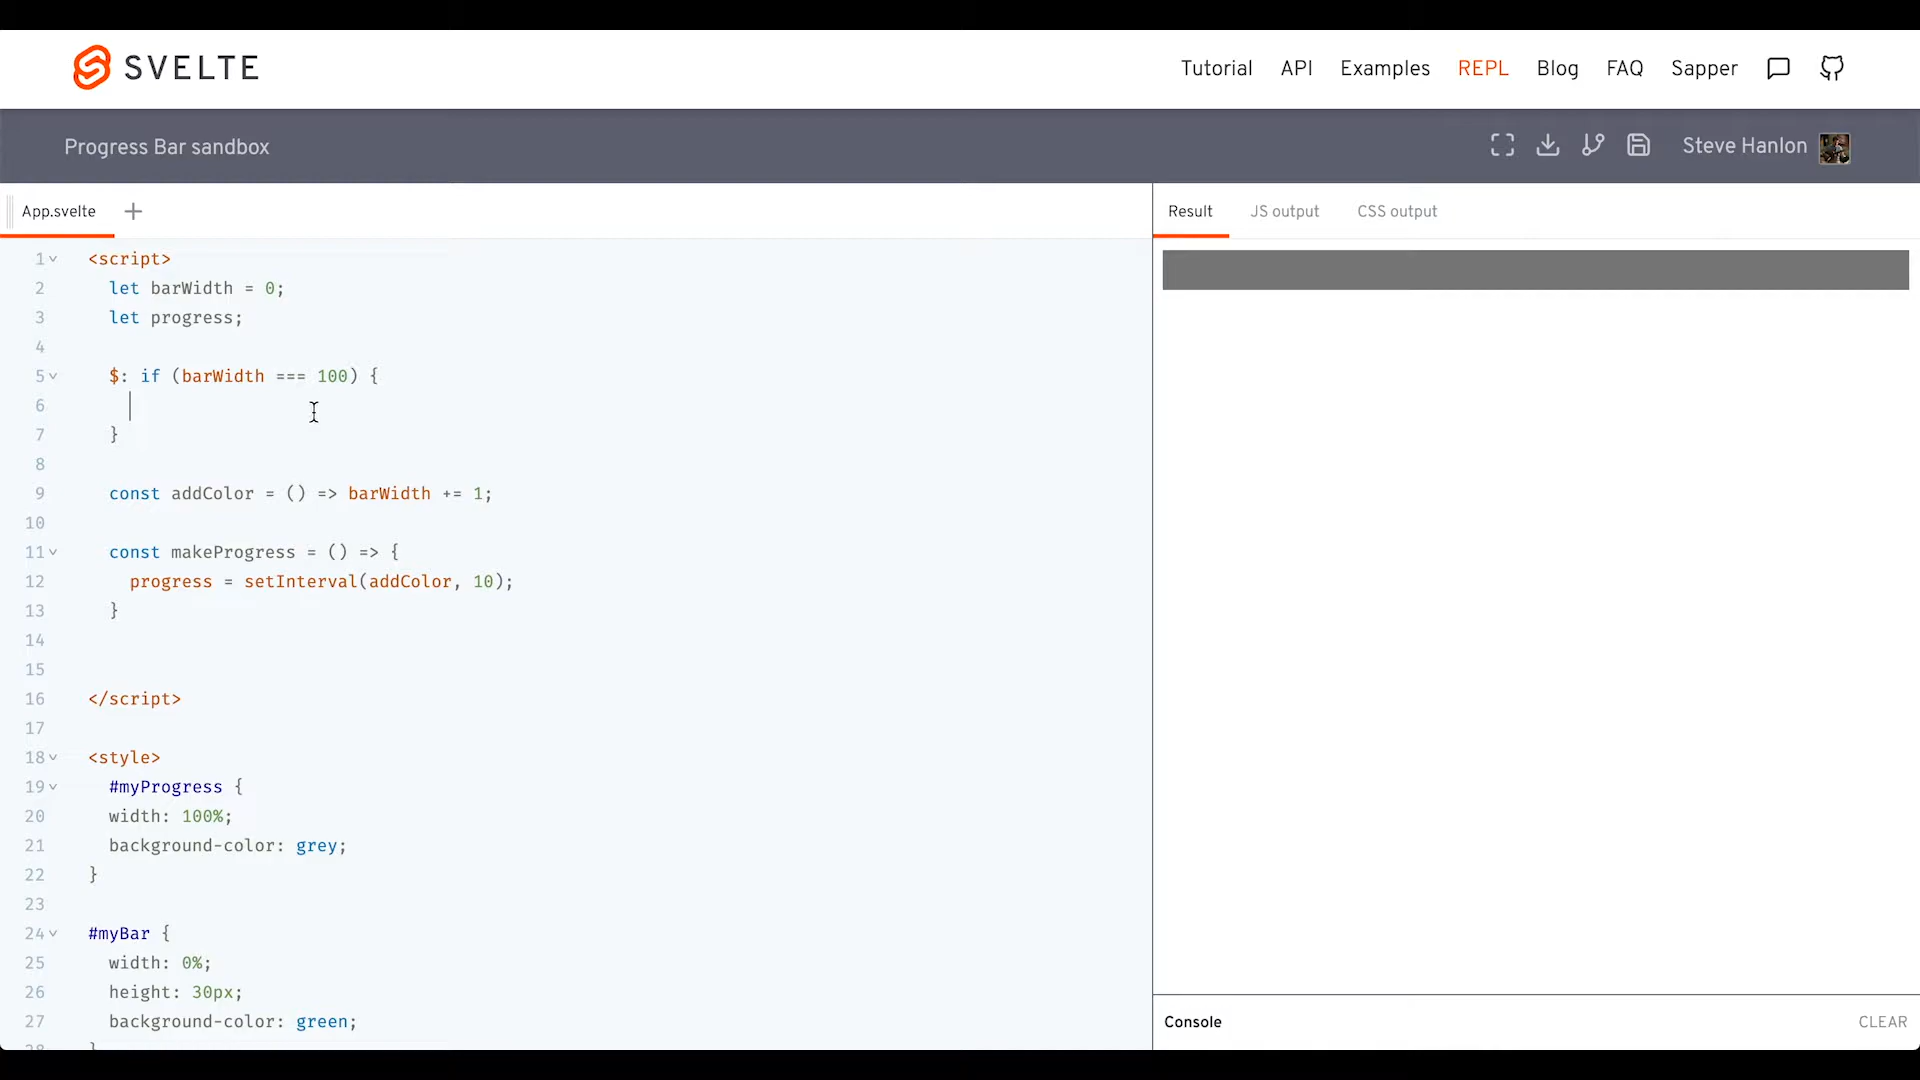 SVELTE
Tutorial API Examples REPL Blog FAQ Sapper
Progress Bar sandbox
Steve Hanlon
App.svelte +
Result JS output CSS output
1 <script>
2 let barWidth = 0;
3 let progress;
4
5 $: if (barWidth === 100) {
6
7 }
8
9 const addColor = () => barWidth += 1;
10
11 const makeProgress = () => {
12 progress = setInterval(addColor, 10);
13 }
14
15
16 </script>
17
18 <style>
19 #myProgress {
20 width: 100%;
21 background-color: grey;
22 }
23
24 #myBar {
25 width: 0%;
26 height: 30px;
27 background-color: green;
28 }
Console CLEAR